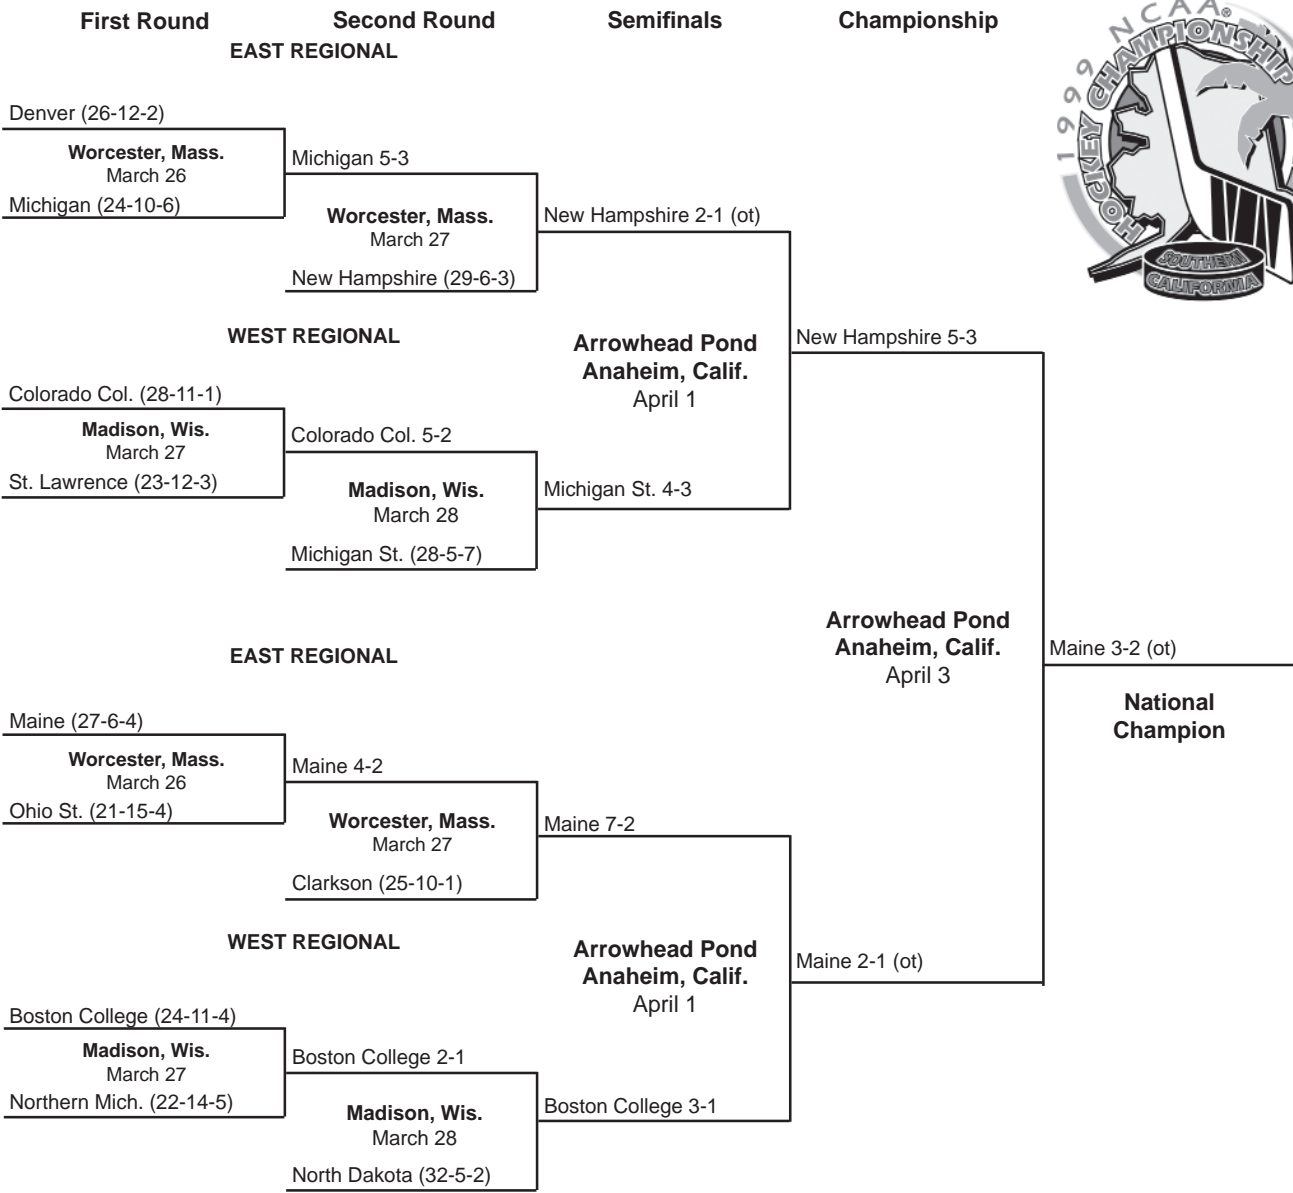 First Round Second Round Semifinals Championship
EAST REGIONAL
Denver (26-12-2)
Worcester, Mass.
March 26
Michigan (24-10-6)
Michigan 5-3
Worcester, Mass.
March 27
New Hampshire (29-6-3)
New Hampshire 2-1 (ot)
WEST REGIONAL
Colorado Col. (28-11-1)
Madison, Wis.
March 27
St. Lawrence (23-12-3)
Colorado Col. 5-2
Madison, Wis.
March 28
Michigan St. (28-5-7)
Michigan St. 4-3
Arrowhead Pond
Anaheim, Calif.
April 1
New Hampshire 5-3
EAST REGIONAL
Maine (27-6-4)
Worcester, Mass.
March 26
Ohio St. (21-15-4)
Maine 4-2
Worcester, Mass.
March 27
Clarkson (25-10-1)
Maine 7-2
WEST REGIONAL
Boston College (24-11-4)
Madison, Wis.
March 27
Northern Mich. (22-14-5)
Boston College 2-1
Madison, Wis.
March 28
North Dakota (32-5-2)
Boston College 3-1
Arrowhead Pond
Anaheim, Calif.
April 1
Maine 2-1 (ot)
Arrowhead Pond
Anaheim, Calif.
April 3
Maine 3-2 (ot)
National
Champion
1999 NCAA®
HOCKEY CHAMPIONSHIP
SOUTHERN
CALIFORNIA